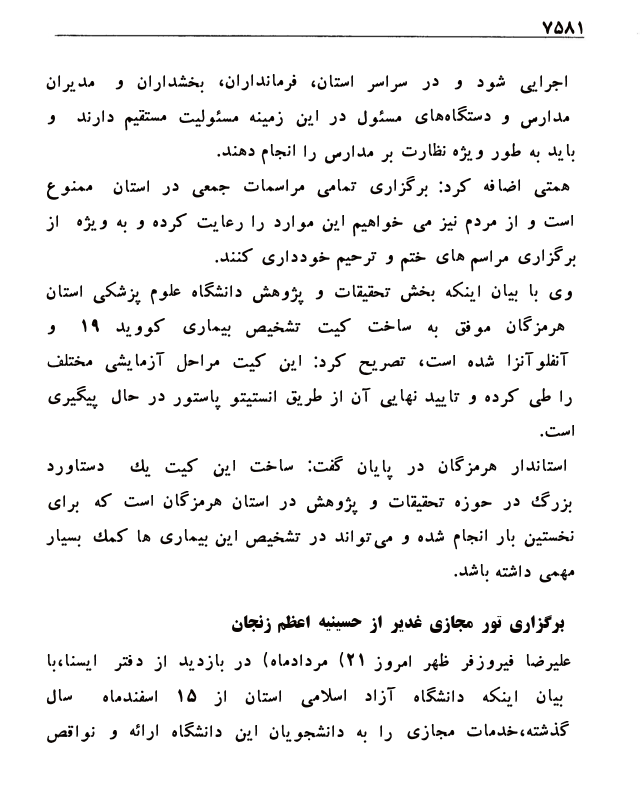 ۷۵۸۱
اجرایی شود و در سراسر استان، فرمانداران، بخشداران و مدیران
مدارس و دستگاه‌های مسئول در این زمینه مسئولیت مستقیم دارند و
باید به طور ویژه نظارت بر مدارس را انجام دهند.
همتی اضافه کرد: برگزاری تمامی مراسمات جمعی در استان ممنوع
است و از مردم نیز می خواهیم این موارد را رعایت کرده و به ویژه از
برگزاری مراسم های ختم و ترحیم خودداری کنند.
وی با بیان اینکه بخش تحقیقات و پژوهش دانشگاه علوم پزشکی استان
هرمزگان موفق به ساخت کیت تشخیص بیماری کووید ۱۹ و
آنفلوآنزا شده است، تصریح کرد: این کیت مراحل آزمایشی مختلف
را طی کرده و تایید نهایی آن از طریق انستیتو پاستور در حال پیگیری
است.
استاندار هرمزگان در پایان گفت: ساخت این کیت یك دستاورد
بزرگ در حوزه تحقیقات و پژوهش در استان هرمزگان است که برای
نخستین بار انجام شده و می‌تواند در تشخیص این بیماری ها کمك بسیار
مهمی داشته باشد.
برگزاری تور مجازی غدیر از حسینیه اعظم زنجان
علیرضا فیروزفر ظهر امروز ۲۱) مردادماه) در بازدید از دفتر ایسنا،با
بیان اینکه دانشگاه آزاد اسلامی استان از ۱۵ اسفندماه سال
گذشته،خدمات مجازی را به دانشجویان این دانشگاه ارائه و نواقص